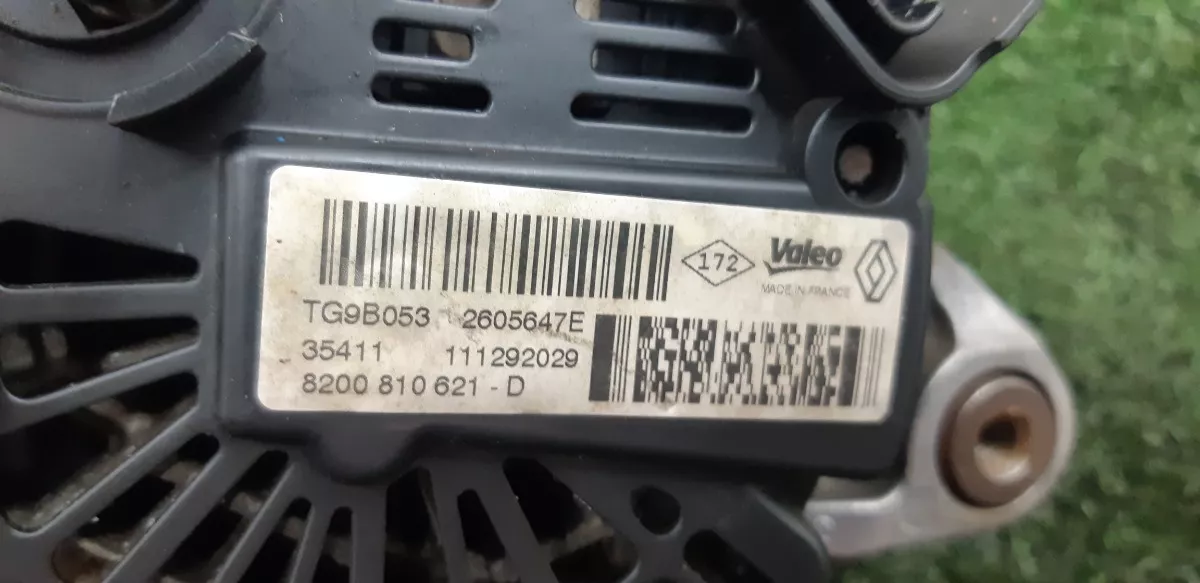 172 Valeo
MADE IN FRANCE
TG9B053 2605647E
35411 111292029
8200 810 621 - D